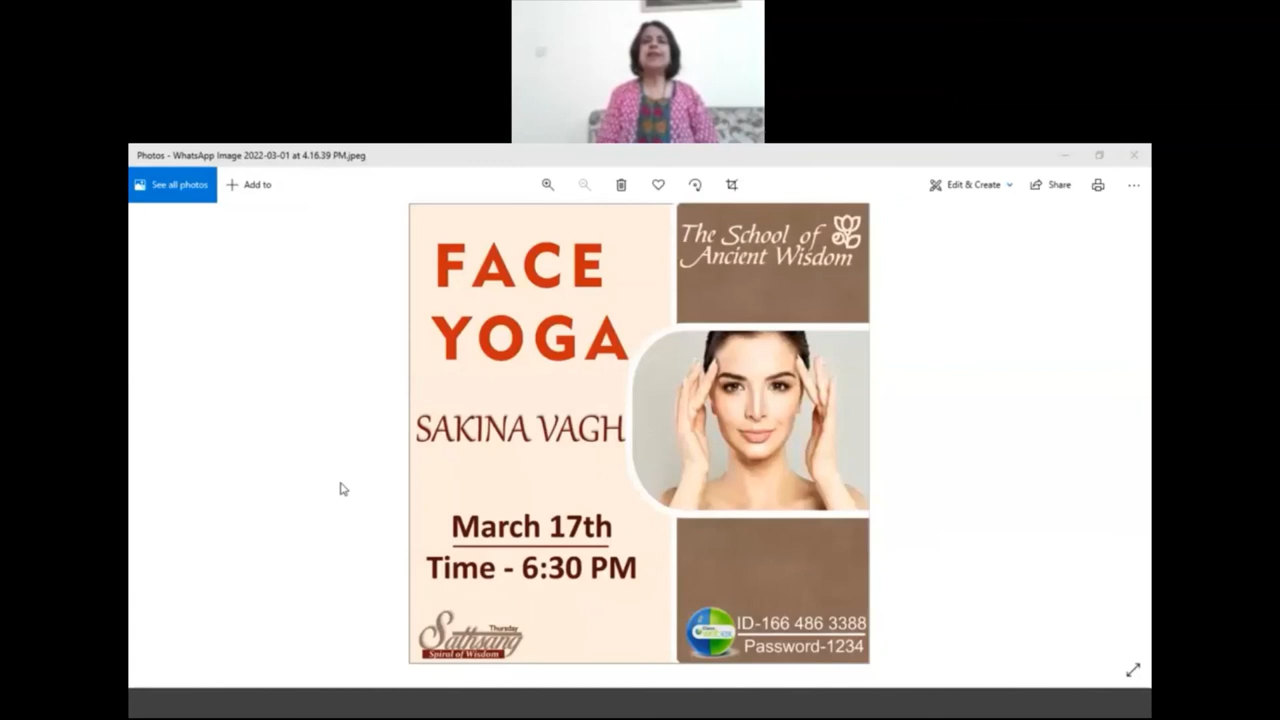 Photos - WhatsApp Image 2022-03-01 at 4.16.39 PM.jpeg
See all photos
Add to
Edit & Create
Share
FACE
YOGA
SAKINA VAGH
March 17th
Time - 6:30 PM
Thursday
Sathsang
Spiral of Wisdom
The School of
Ancient Wisdom
ID-166 486 3388
Password-1234